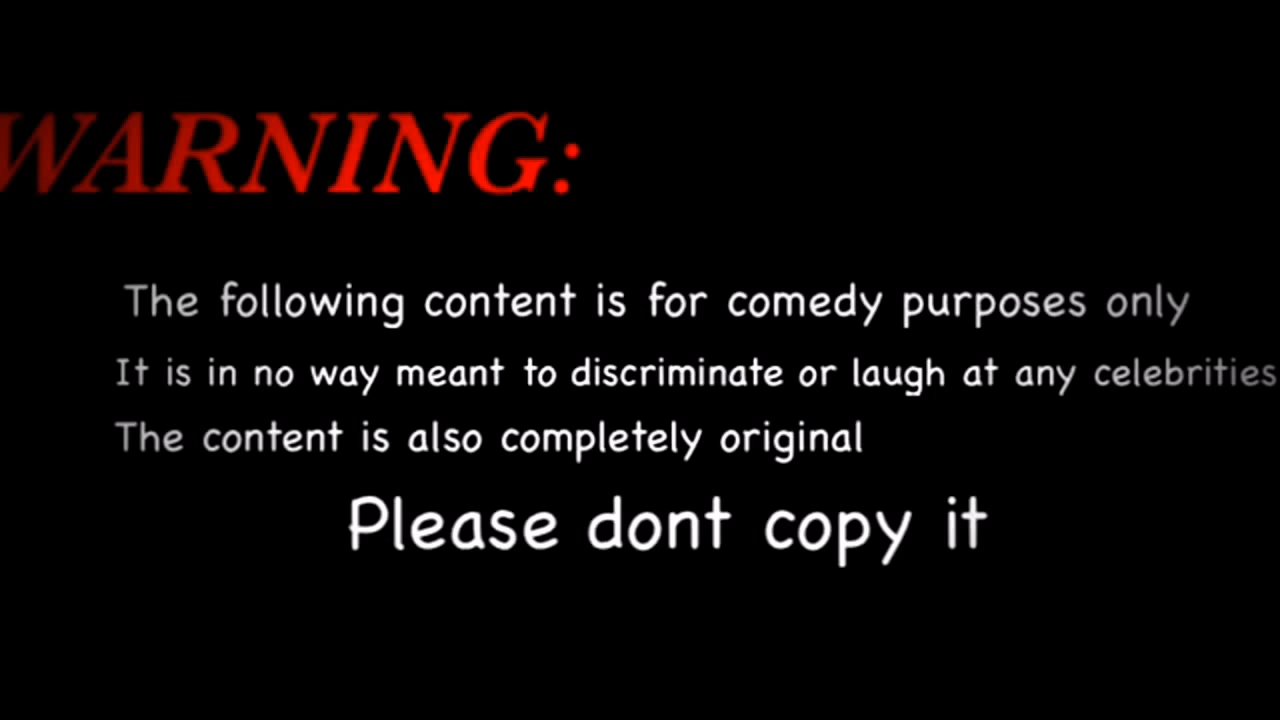 WARNING:
The following content is for comedy purposes only
It is in no way meant to discriminate or laugh at any celebrities
The content is also completely original
Please dont copy it